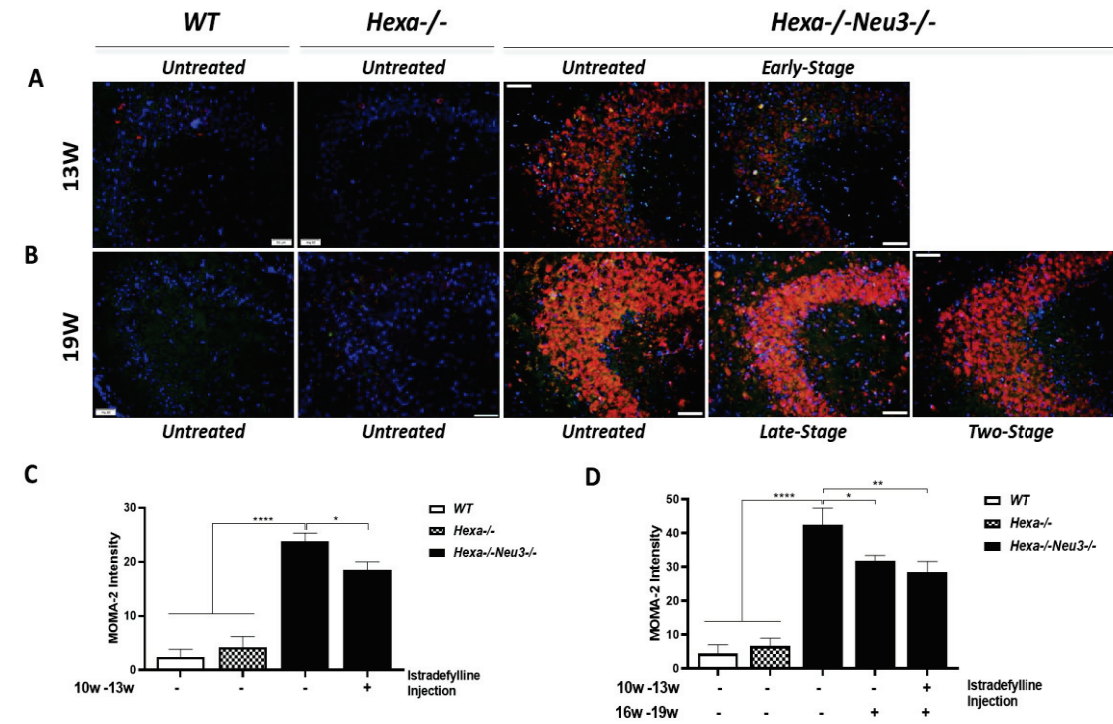 WT Hexa-/- Hexa-/-Neu3-/-
Untreated Untreated Untreated Early-Stage
A
13W
B
19W
Untreated Untreated Untreated Late-Stage Two-Stage
C
30
20
10
0
MOMA-2 Intensity
**** *
WT
Hexa-/-
Hexa-/-Neu3-/-
10w -13w - - - +
Istradefylline
Injection
D
50
40
30
20
10
0
MOMA-2 Intensity
**
**** *
WT
Hexa-/-
Hexa-/-Neu3-/-
10w -13w - - - - +
16w -19w - - - + +
Istradefylline
Injection